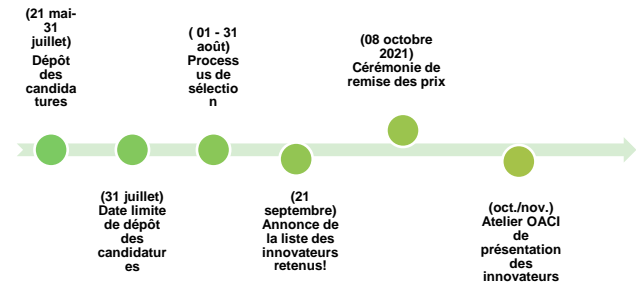 (21 mai-
31
juillet)
Dépôt
des
candida
tures
(31 juillet)
Date limite
de dépôt
des
candidatur
es
( 01 - 31
août)
Process
us de
sélectio
n
(21
septembre)
Annonce de
la liste des
innovateurs
retenus!
(08 octobre
2021)
Cérémonie de
remise des prix
(oct./nov.)
Atelier OACI
de
présentation
des
innovateurs